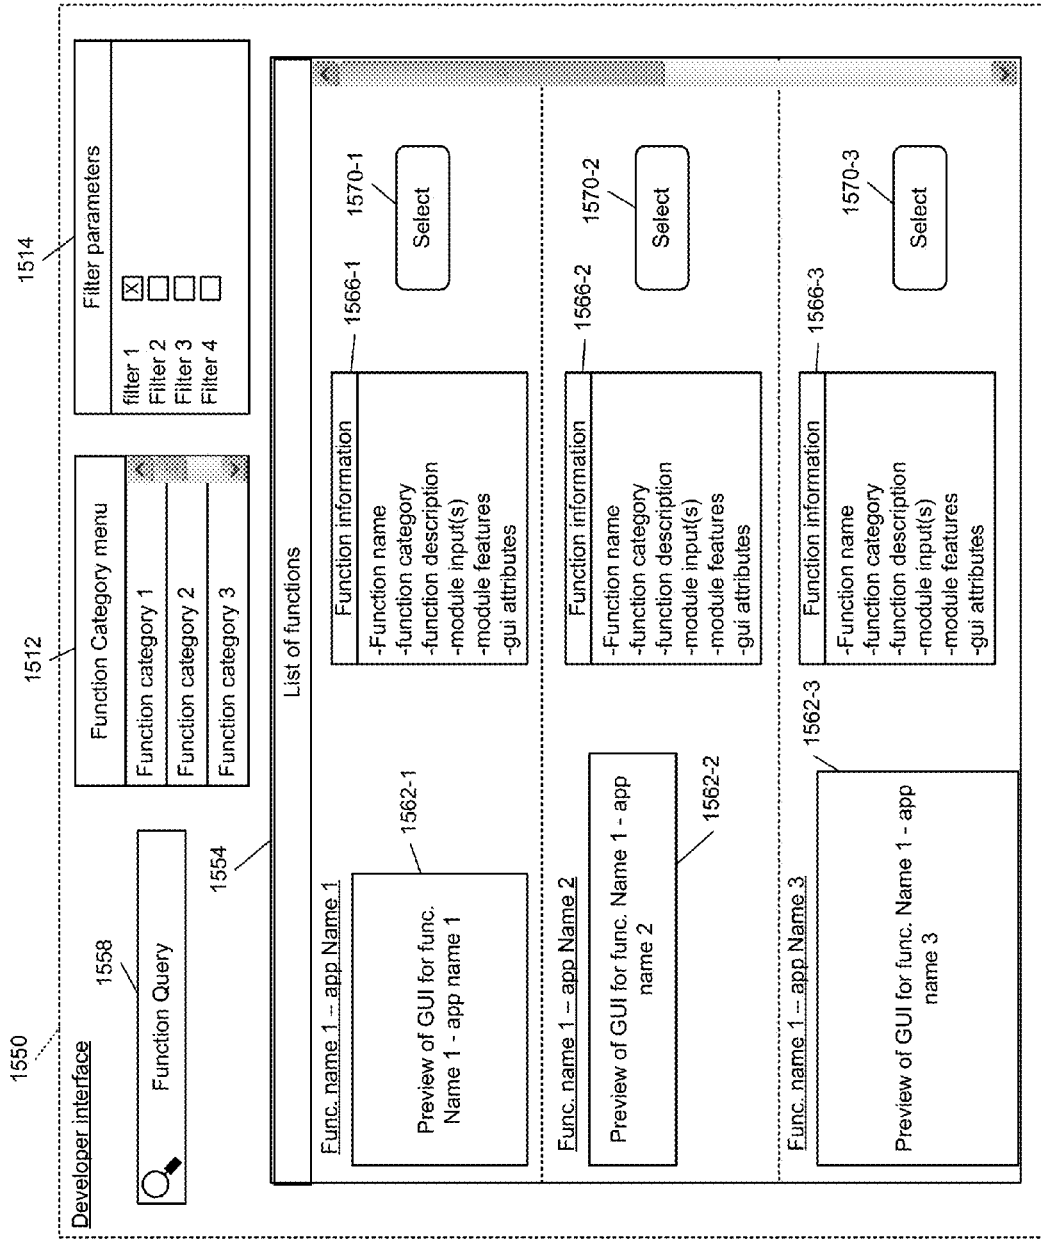 1550
Developer interface
1558
Function Query
1512
Function Category menu
Function category 1
Function category 2
Function category 3
1514
Filter parameters
filter 1 X
Filter 2
Filter 3
Filter 4
1554
List of functions
Func. name 1 – app Name 1
1562-1
Preview of GUI for func.
Name 1 - app name 1
1566-1
Function information
-Function name
-function category
-function description
-module input(s)
-module features
-gui attributes
1570-1
Select
Func. name 1 – app Name 2
Preview of GUI for func. Name 1 - app
name 2
1562-2
1566-2
Function information
-Function name
-function category
-function description
-module input(s)
-module features
-gui attributes
1570-2
Select
Func. name 1 – app Name 3
1562-3
Preview of GUI for func. Name 1 - app
name 3
1566-3
Function information
-Function name
-function category
-function description
-module input(s)
-module features
-gui attributes
1570-3
Select